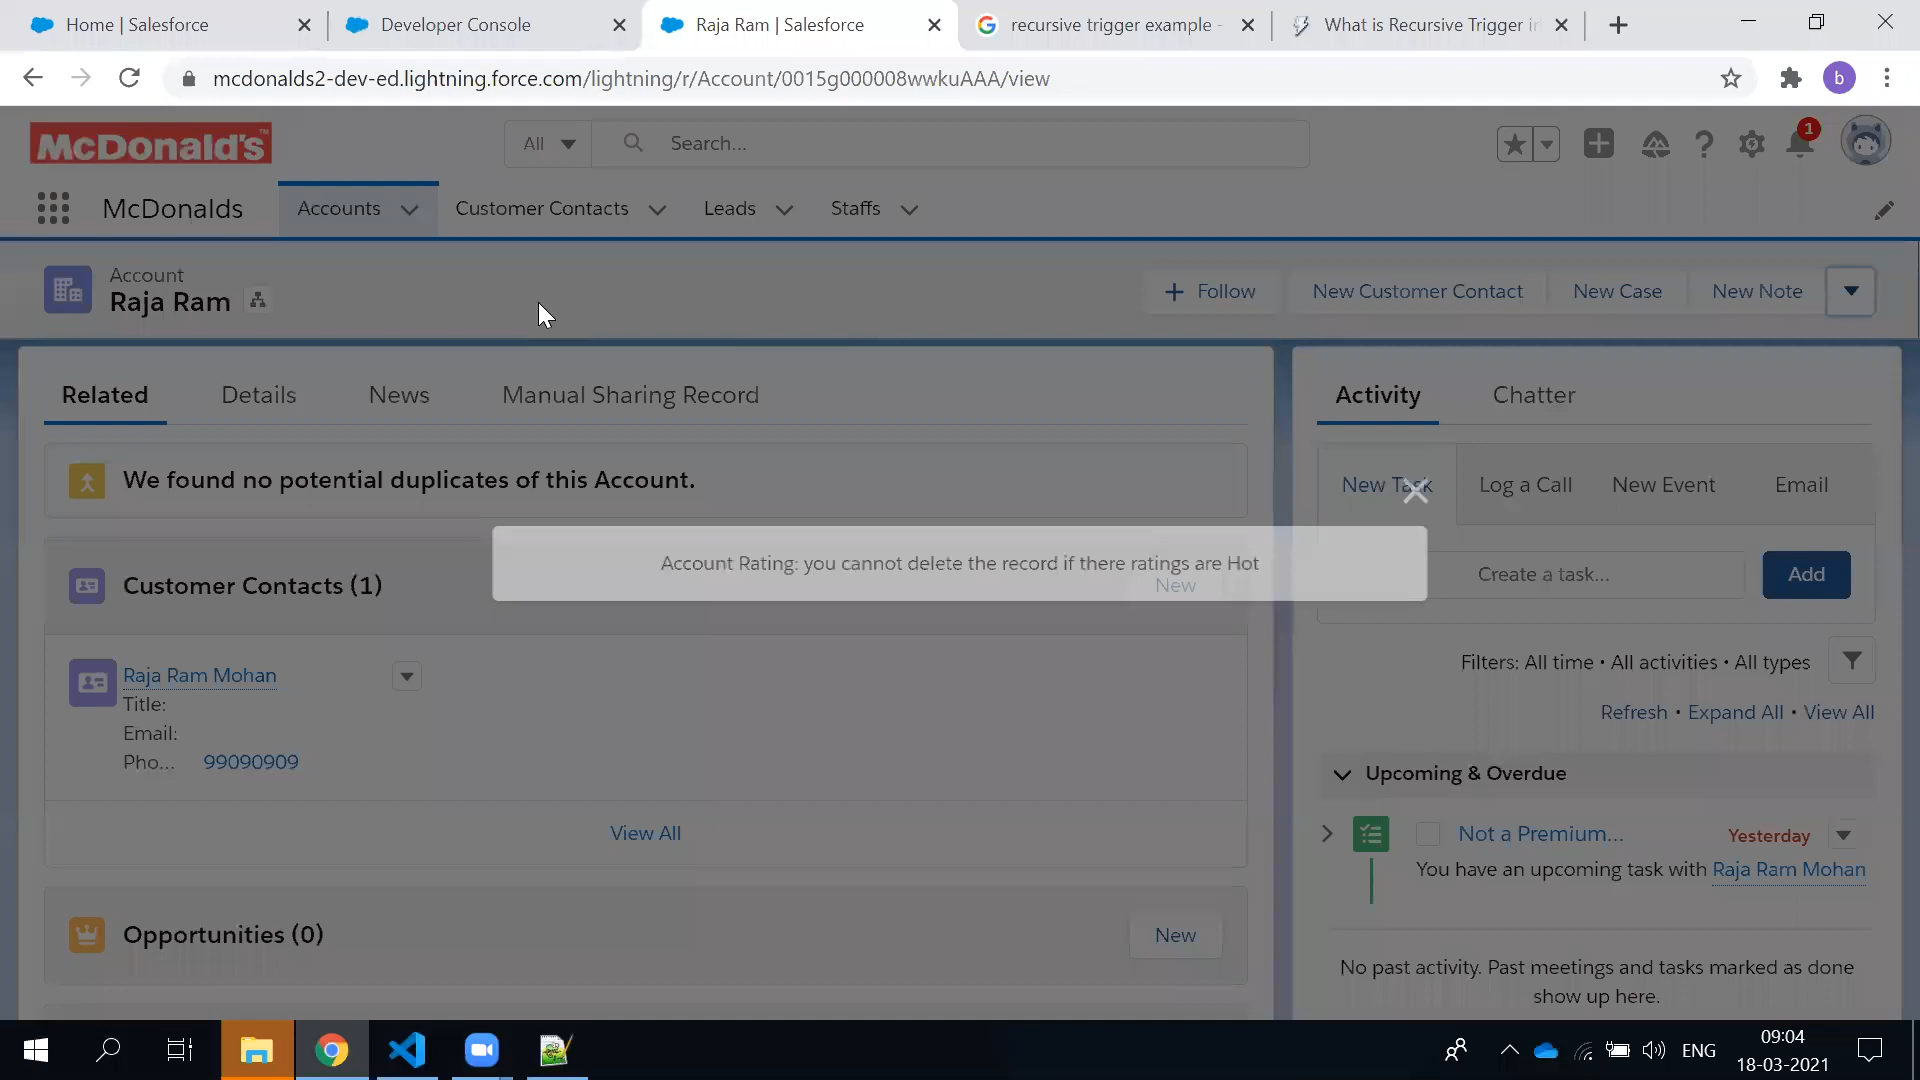 Home | Salesforce
Developer Console
Raja Ram | Salesforce
recursive trigger example -
What is Recursive Trigger in
mcdonalds2-dev-ed.lightning.force.com/lightning/r/Account/0015g000008wwkuAAA/view
b
McDonald's™
All
Search...
1
McDonalds
Accounts
Customer Contacts
Leads
Staffs
Account
Raja Ram
Follow
New Customer Contact
New Case
New Note
Related
Details
News
Manual Sharing Record
Activity
Chatter
We found no potential duplicates of this Account.
New Task
Log a Call
New Event
Email
Account Rating: you cannot delete the record if there ratings are Hot
Customer Contacts (1)
New
Create a task...
Add
Raja Ram Mohan
Title:
Email:
Pho... 99090909
View All
Filters: All time • All activities • All types
Refresh • Expand All • View All
Upcoming & Overdue
Not a Premium...
Yesterday
You have an upcoming task with Raja Ram Mohan
Opportunities (0)
New
No past activity. Past meetings and tasks marked as done
show up here.
ENG
09:04
18-03-2021